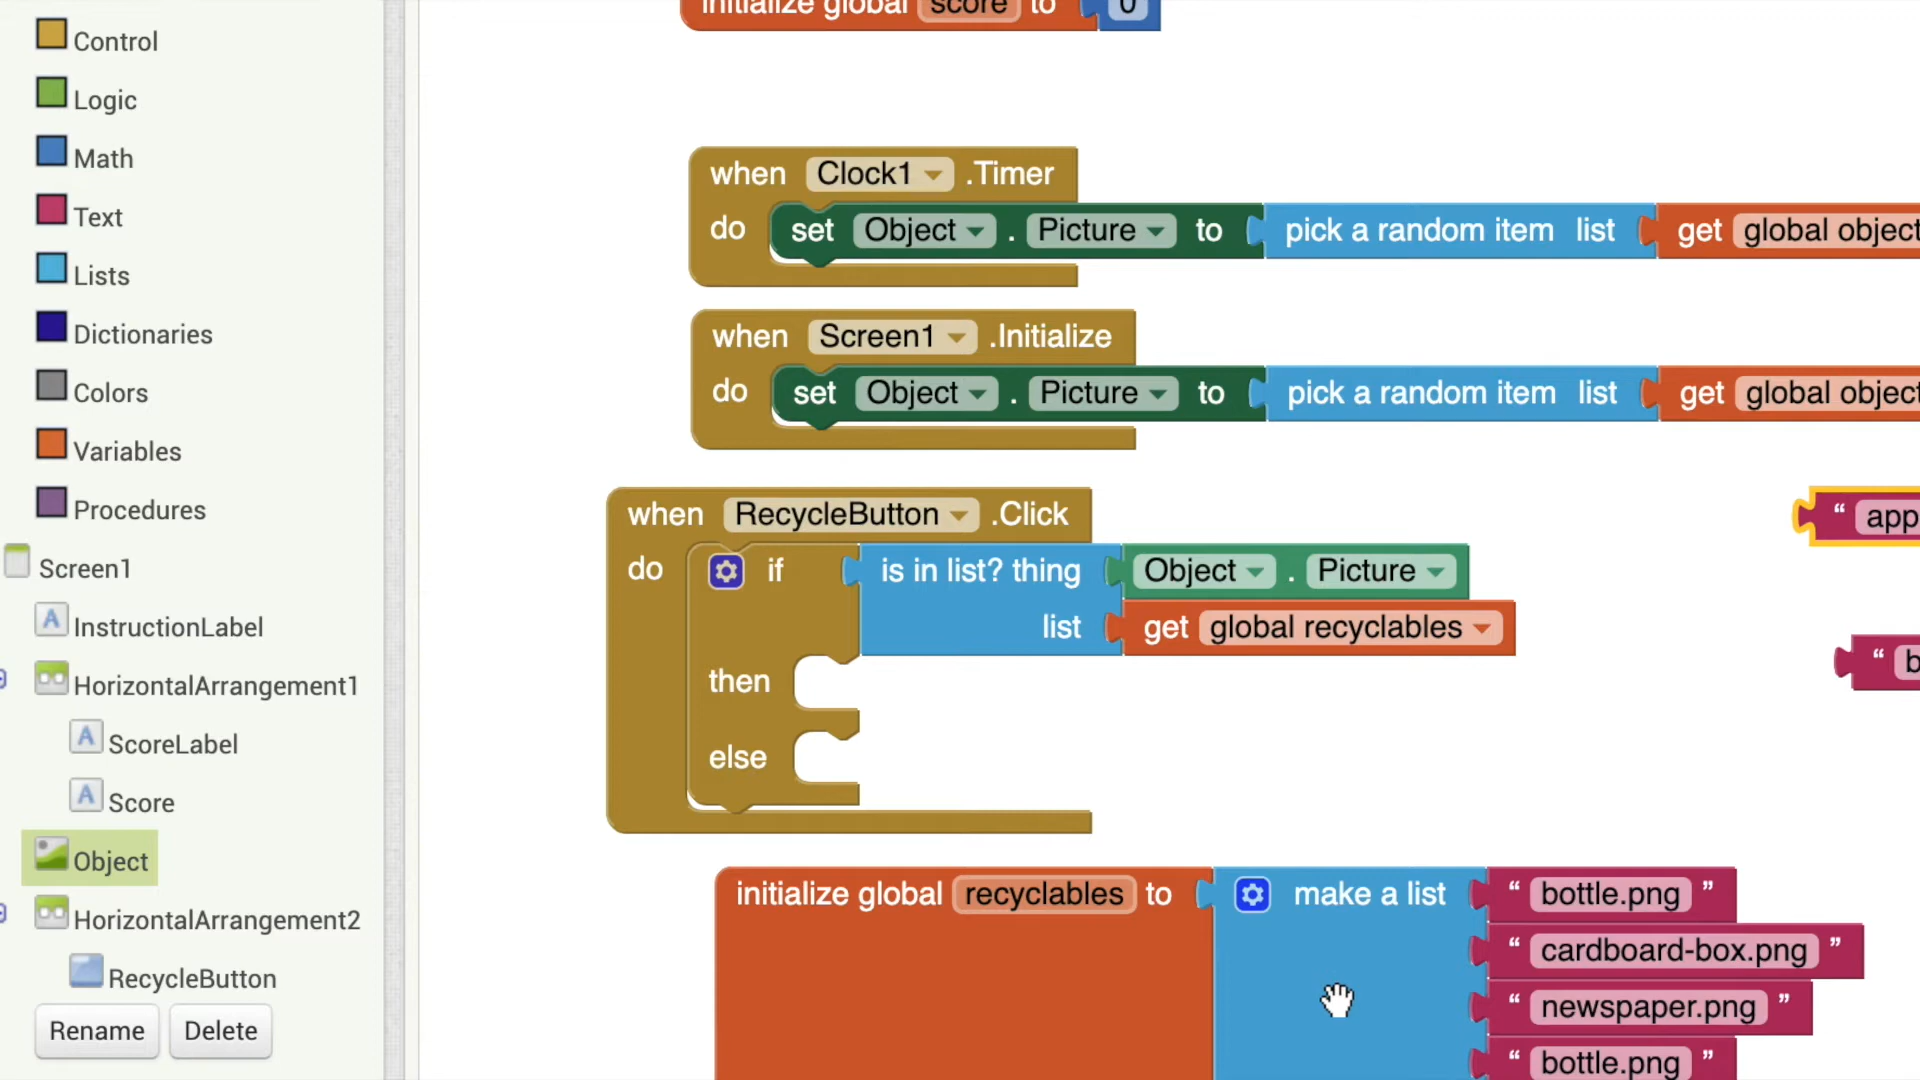 Control
Logic
Math
Text
Lists
Dictionaries
Colors
Variables
Procedures
Screen1
InstructionLabel
HorizontalArrangement1
ScoreLabel
Score
Object
HorizontalArrangement2
RecycleButton
Rename Delete
initialize global score to 0
when Clock1 .Timer
do set Object . Picture to pick a random item list get global object
when Screen1 .Initialize
do set Object . Picture to pick a random item list get global object
when RecycleButton .Click
do if is in list? thing Object . Picture
list get global recyclables
then
else
“ app
“ b
initialize global recyclables to make a list “ bottle.png ”
“ cardboard-box.png ”
“ newspaper.png ”
“ bottle.png ”